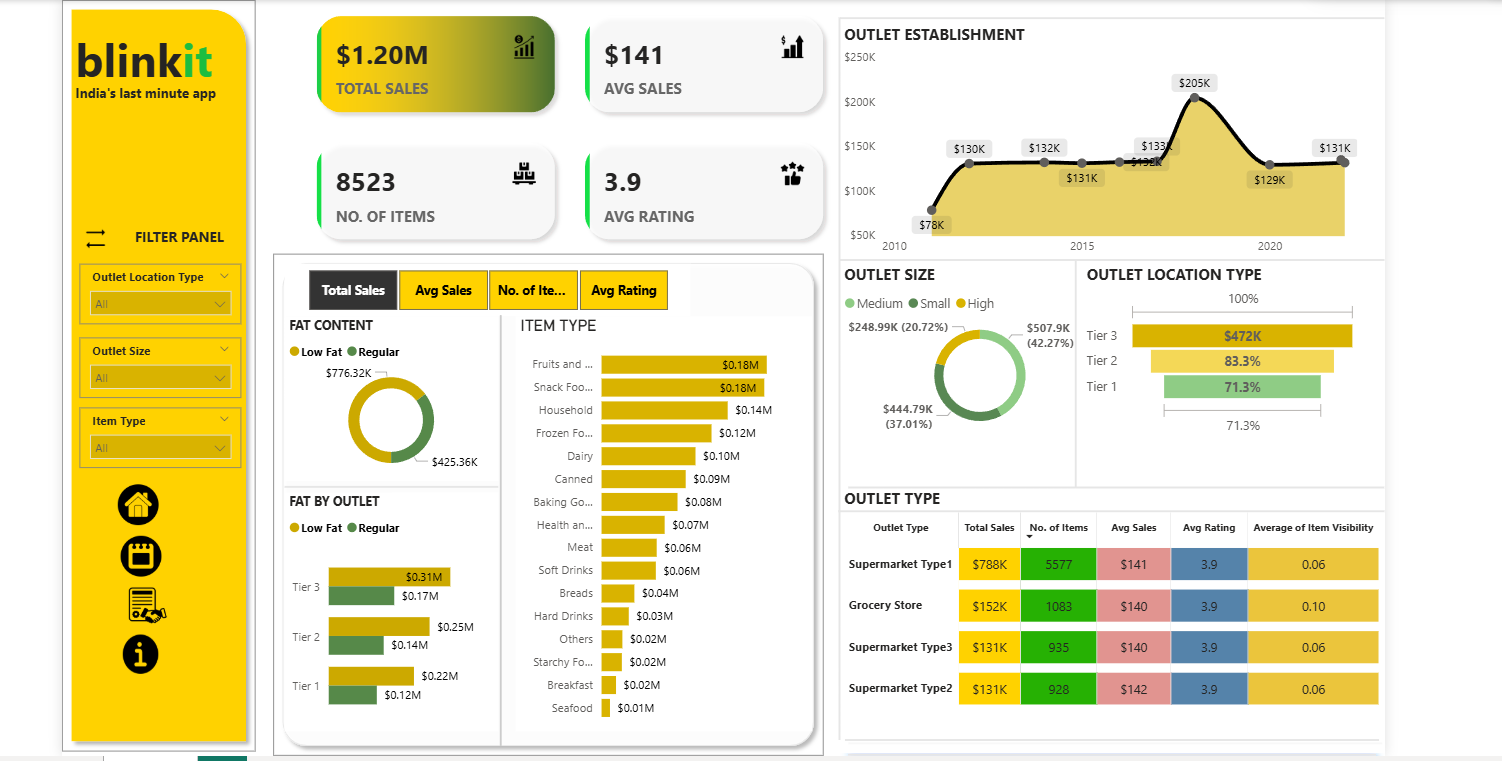 blinkit
India's last minute app
FILTER PANEL
Outlet Location Type
All
Outlet Size
All
Item Type
All
$1.20M
TOTAL SALES
$141
AVG SALES
8523
NO. OF ITEMS
3.9
AVG RATING
Total Sales
Avg Sales
No. of Ite...
Avg Rating
FAT CONTENT
Low Fat Regular
$776.32K
$425.36K
FAT BY OUTLET
Low Fat Regular
Tier 3
$0.31M
$0.17M
Tier 2
$0.25M
$0.14M
Tier 1
$0.22M
$0.12M
ITEM TYPE
Fruits and ... $0.18M
Snack Foo... $0.18M
Household $0.14M
Frozen Fo... $0.12M
Dairy $0.10M
Canned $0.09M
Baking Go... $0.08M
Health an... $0.07M
Meat $0.06M
Soft Drinks $0.06M
Breads $0.04M
Hard Drinks $0.03M
Others $0.02M
Starchy Fo... $0.02M
Breakfast $0.02M
Seafood $0.01M
OUTLET ESTABLISHMENT
$250K
$200K
$150K
$100K
$50K
$78K
$130K
$132K
$131K
$132K
$133K
$205K
$129K
$131K
2010 2015 2020
OUTLET SIZE
Medium Small High
$248.99K (20.72%)
$507.9K
(42.27%)
$444.79K
(37.01%)
OUTLET LOCATION TYPE
100%
Tier 3 $472K
Tier 2 83.3%
Tier 1 71.3%
71.3%
OUTLET TYPE
Outlet Type Total Sales No. of Items Avg Sales Avg Rating Average of Item Visibility
Supermarket Type1 $788K 5577 $141 3.9 0.06
Grocery Store $152K 1083 $140 3.9 0.10
Supermarket Type3 $131K 935 $140 3.9 0.06
Supermarket Type2 $131K 928 $142 3.9 0.06